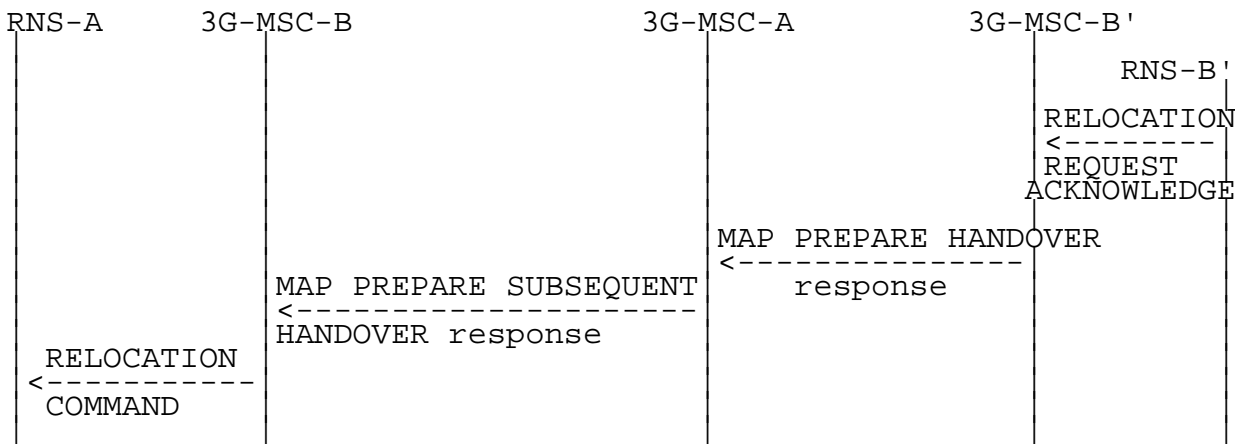 RNS-A 3G-MSC-B 3G-MSC-A 3G-MSC-B'
RNS-B'
RELOCATION
<--------
REQUEST
ACKNOWLEDGE
MAP PREPARE HANDOVER
<---------------
response
MAP PREPARE SUBSEQUENT
<---------------------
HANDOVER response
RELOCATION
<-----------
COMMAND